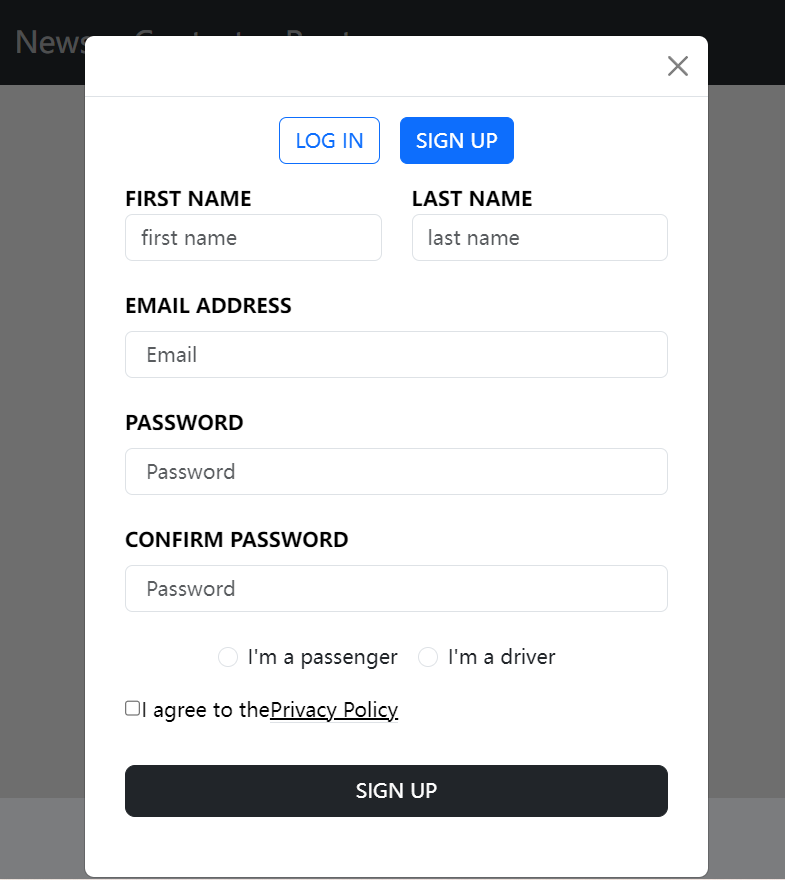 News
LOG IN SIGN UP
FIRST NAME LAST NAME
first name last name
EMAIL ADDRESS
Email
PASSWORD
Password
CONFIRM PASSWORD
Password
I'm a passenger I'm a driver
I agree to thePrivacy Policy
SIGN UP